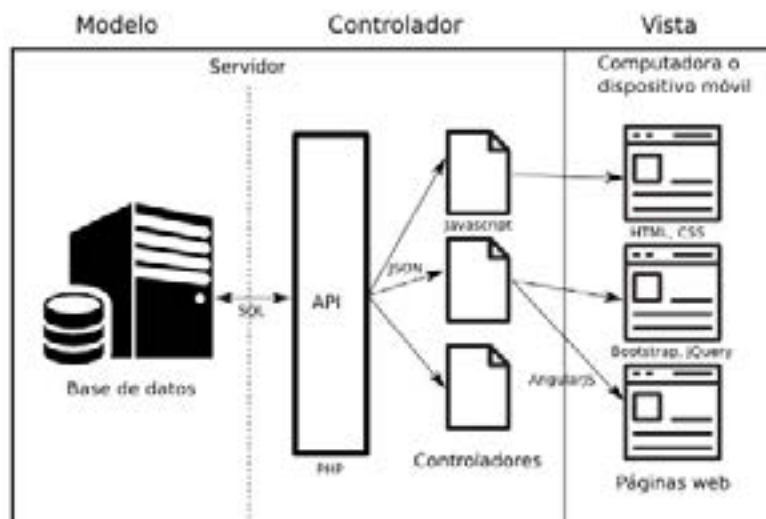 Modelo
Controlador
Vista
Servidor
Computadora o
dispositivo móvil
Javascript
HTML, CSS
JSON
SQL
API
Bootstrap, jQuery
Base de datos
AngularJS
PHP
Controladores
Páginas web